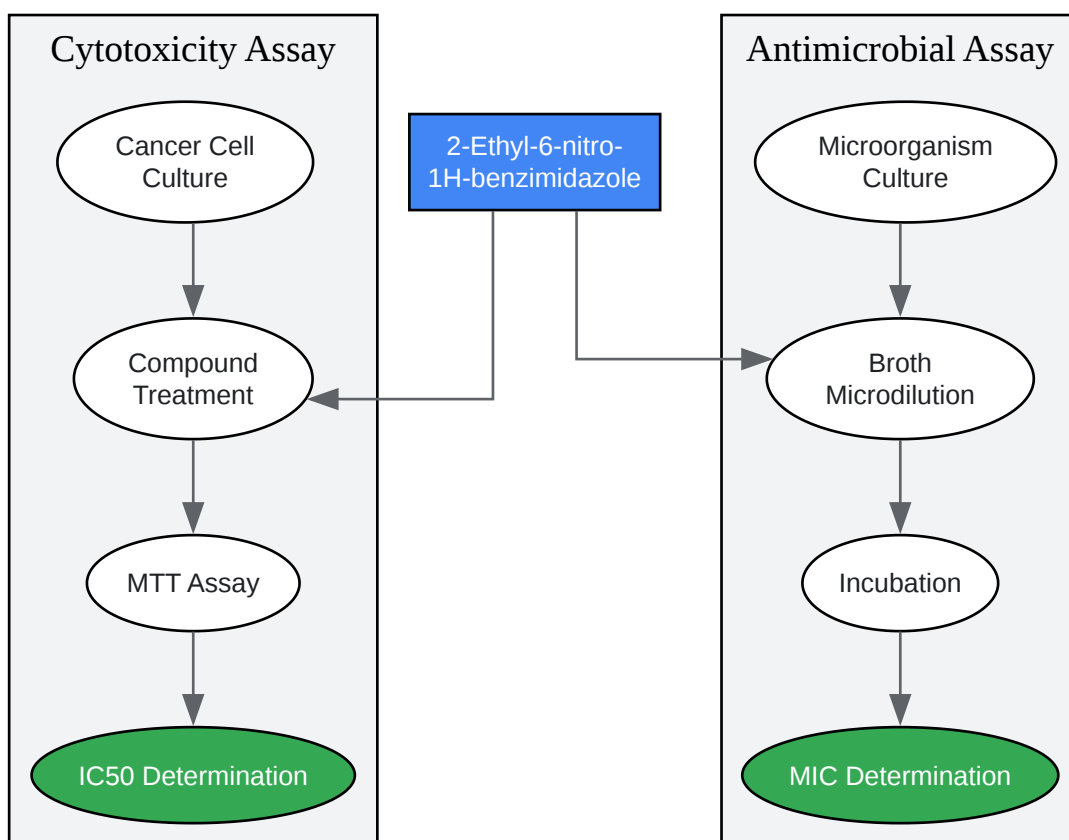 Cytotoxicity Assay
Cancer Cell
Culture
Compound
Treatment
MTT Assay
IC50 Determination
2-Ethyl-6-nitro-
1H-benzimidazole
Antimicrobial Assay
Microorganism
Culture
Broth
Microdilution
Incubation
MIC Determination